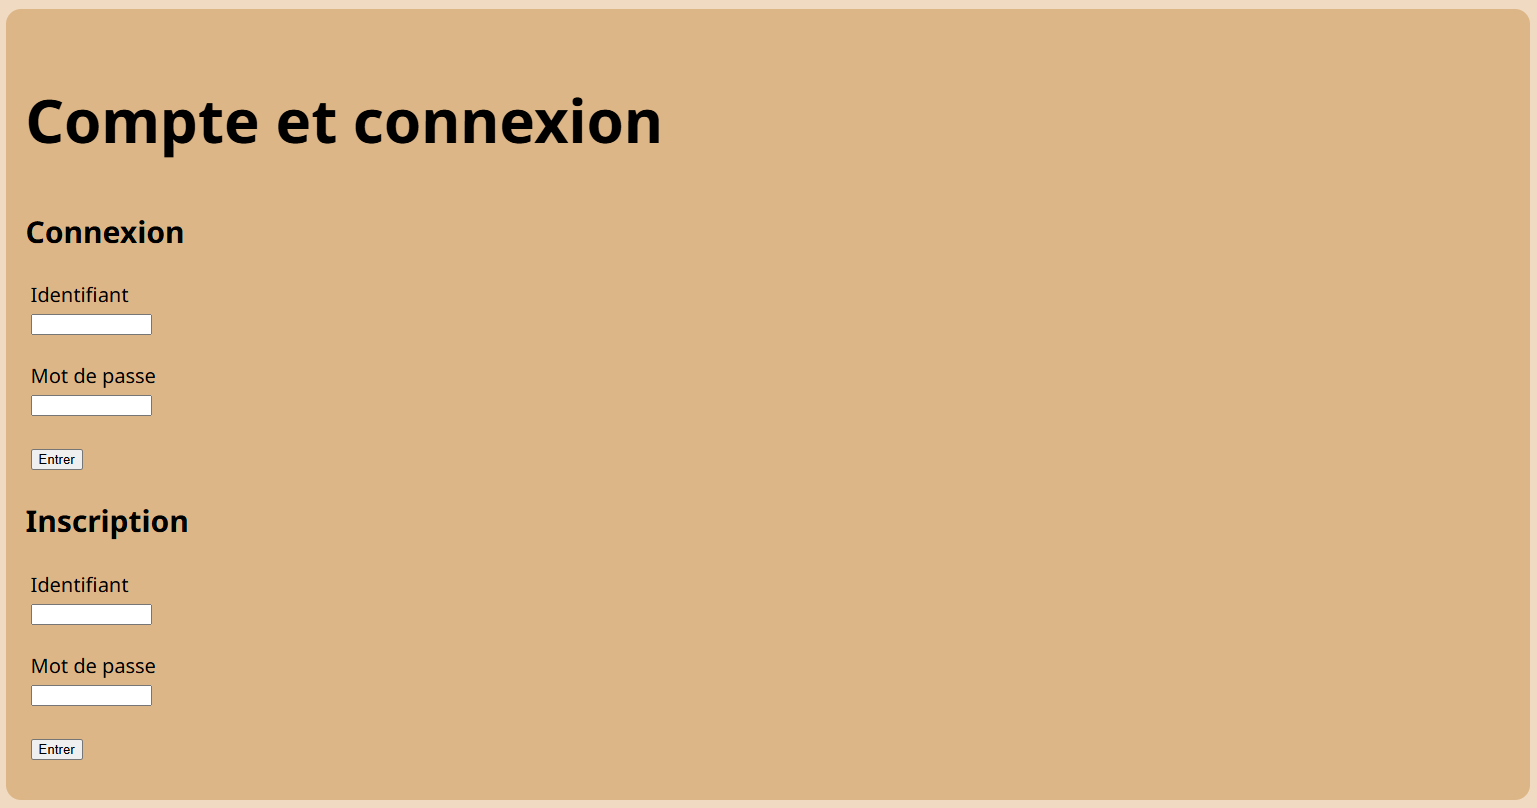 Compte et connexion
Connexion
Identifiant
Mot de passe
Entrer
Inscription
Identifiant
Mot de passe
Entrer